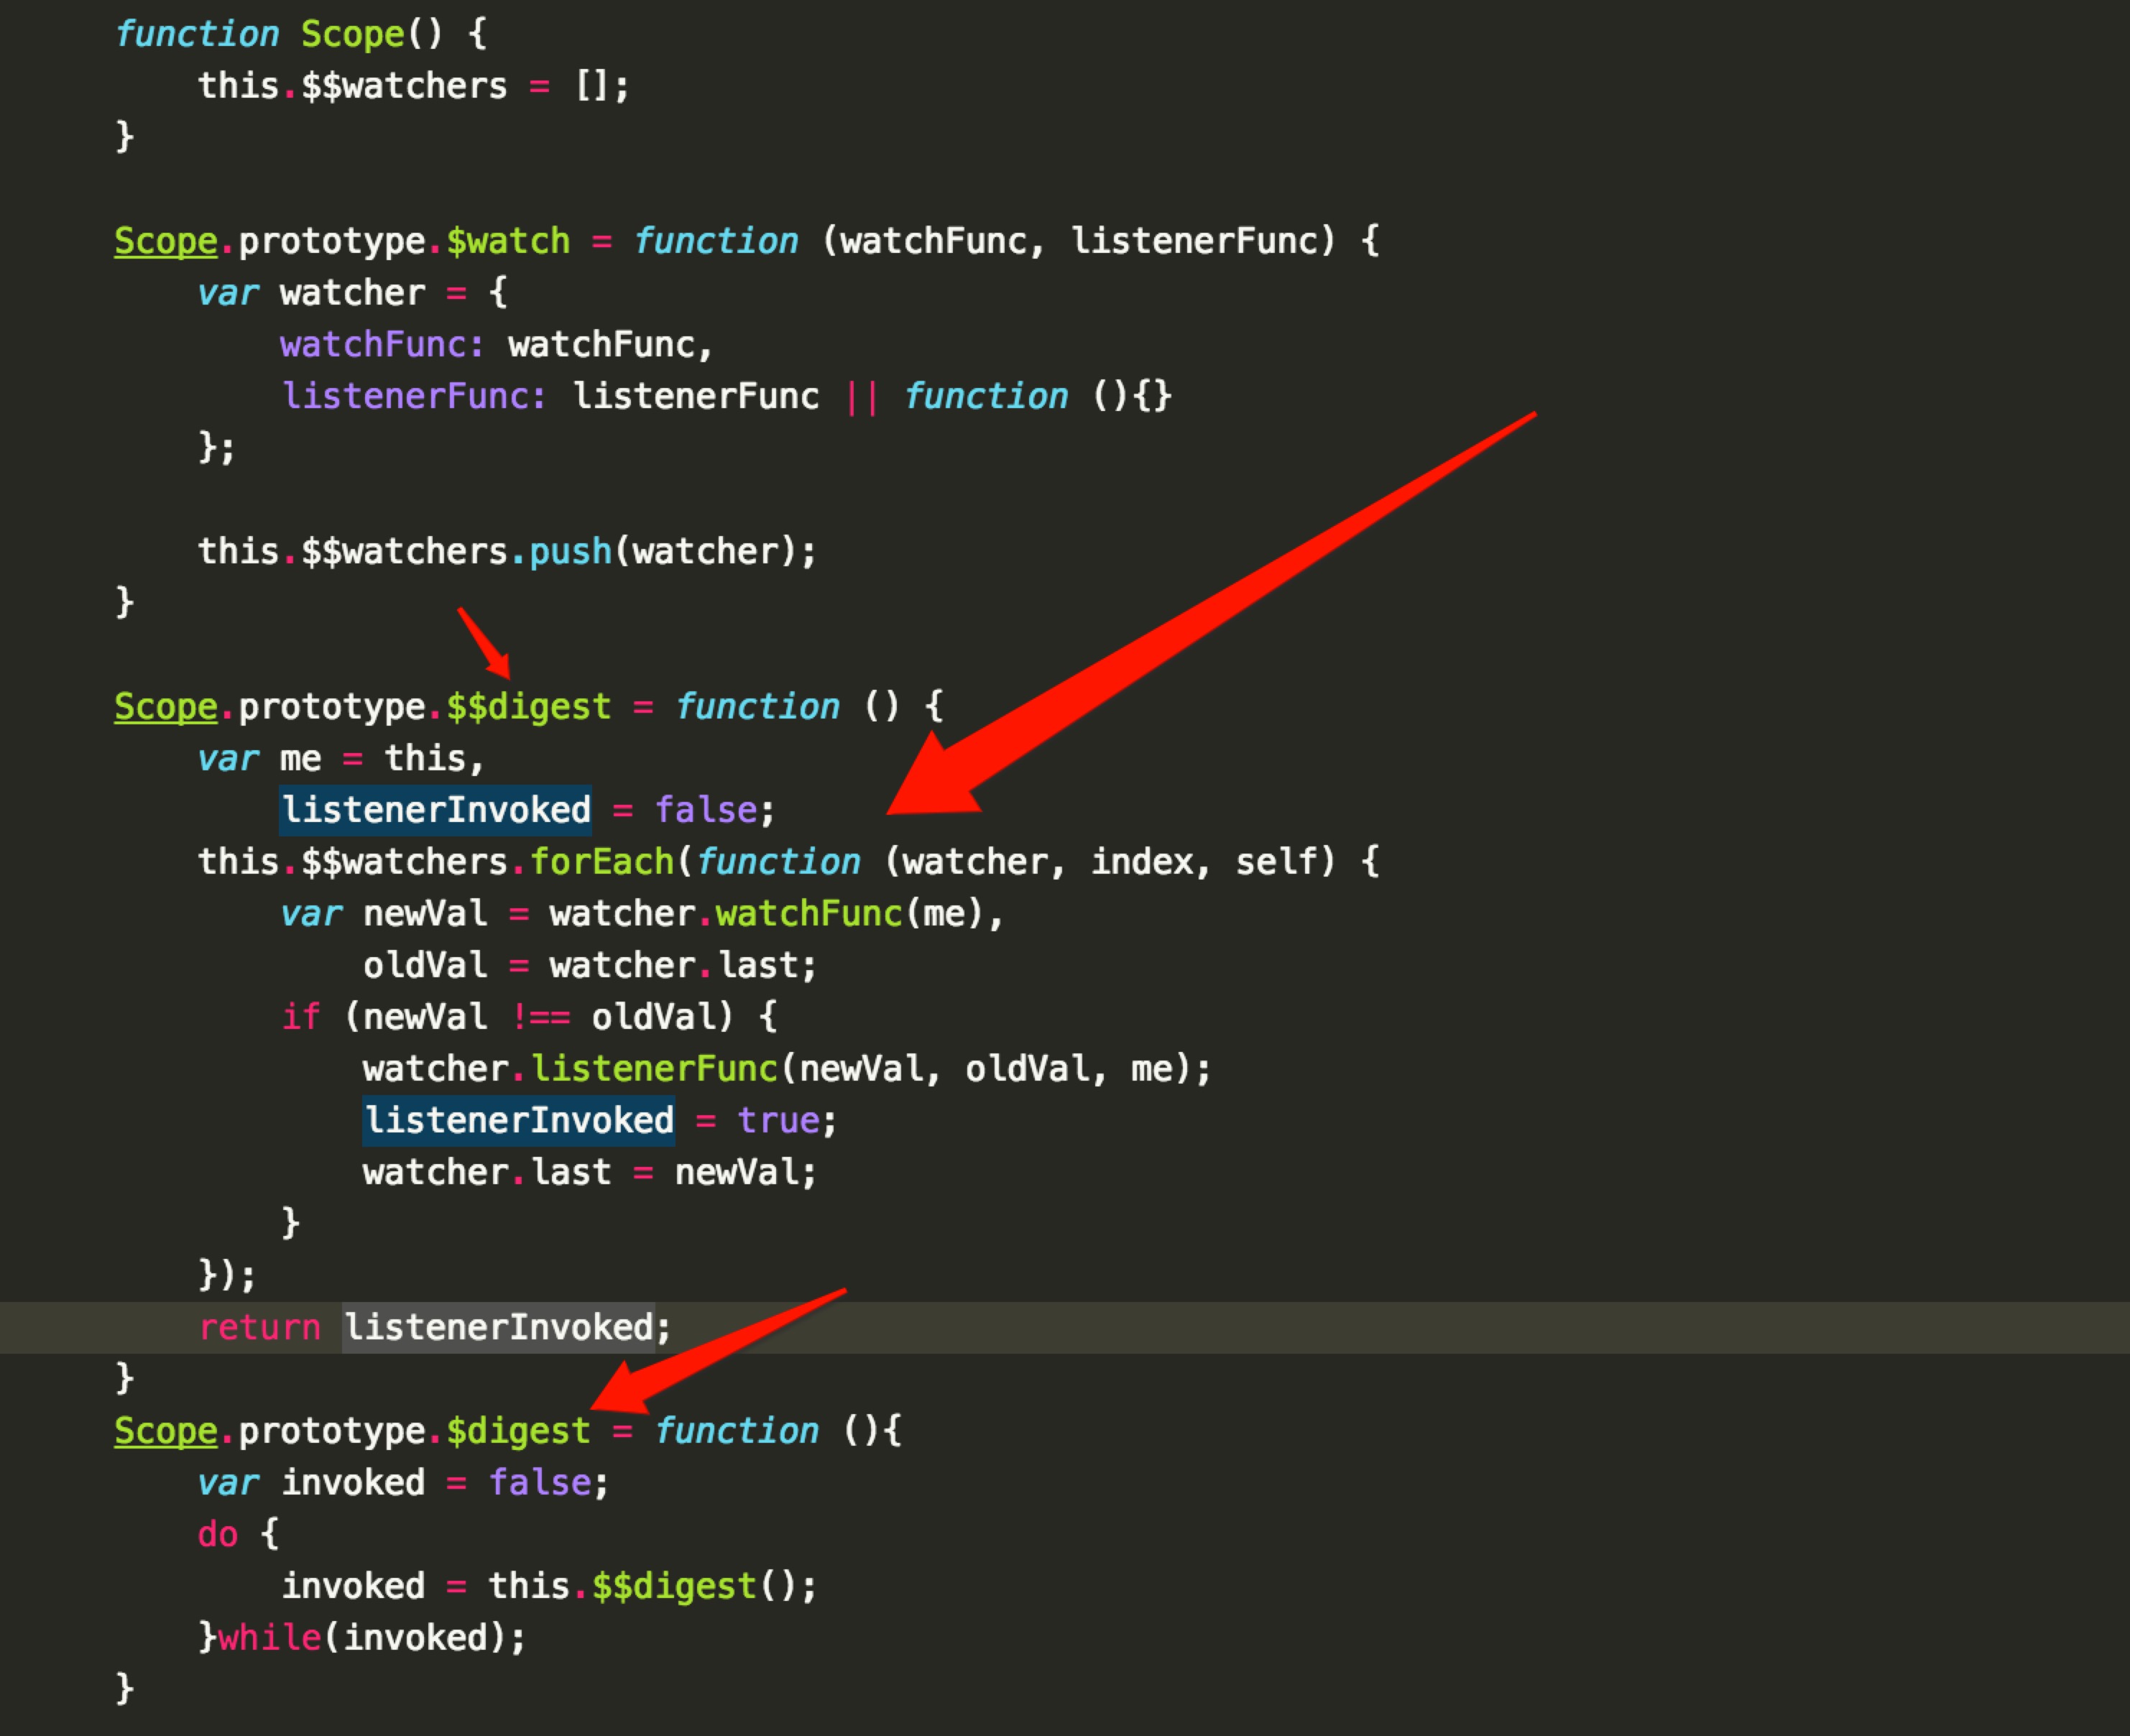 function Scope() {
    this.$$watchers = [];
}

Scope.prototype.$watch = function (watchFunc, listenerFunc) {
    var watcher = {
        watchFunc: watchFunc,
        listenerFunc: listenerFunc || function (){}
    };

    this.$$watchers.push(watcher);
}

Scope.prototype.$$digest = function () {
    var me = this,
        listenerInvoked = false;
    this.$$watchers.forEach(function (watcher, index, self) {
        var newVal = watcher.watchFunc(me),
            oldVal = watcher.last;
        if (newVal !== oldVal) {
            watcher.listenerFunc(newVal, oldVal, me);
            listenerInvoked = true;
            watcher.last = newVal;
        }
    });
    return listenerInvoked;
}
Scope.prototype.$digest = function (){
    var invoked = false;
    do {
        invoked = this.$$digest();
    }while(invoked);
}